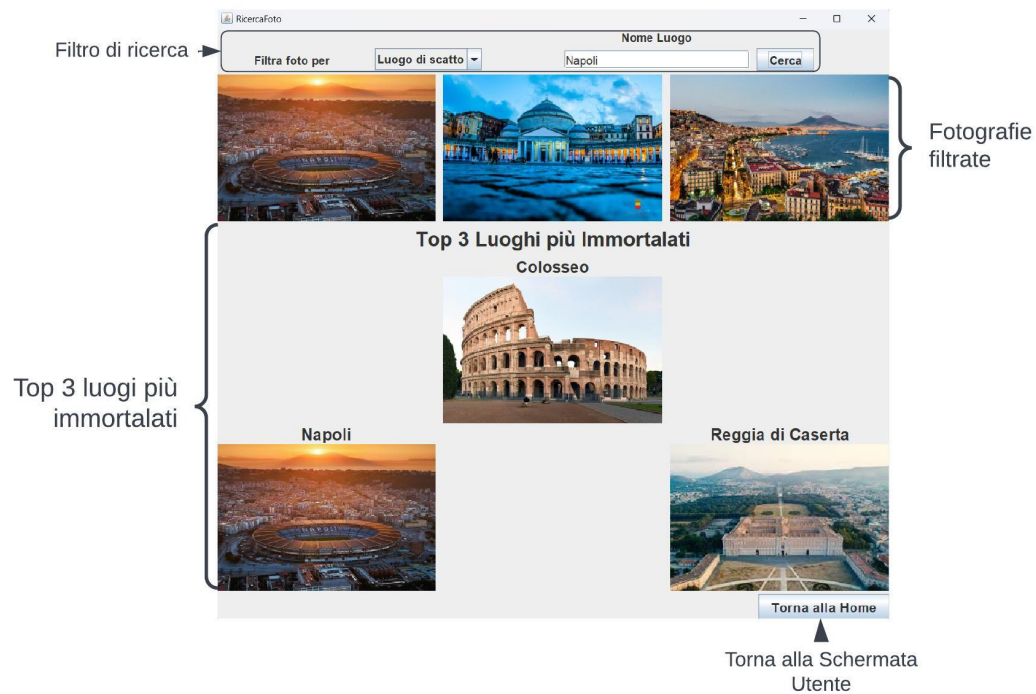 RicercaFoto
Filtro di ricerca
Nome Luogo
Filtra foto per
Luogo di scatto
Napoli
Cerca
Fotografie
filtrate
Top 3 Luoghi più Immortalati
Colosseo
Top 3 luogi più
immortalati
Napoli
Reggia di Caserta
Torna alla Home
Torna alla Schermata
Utente